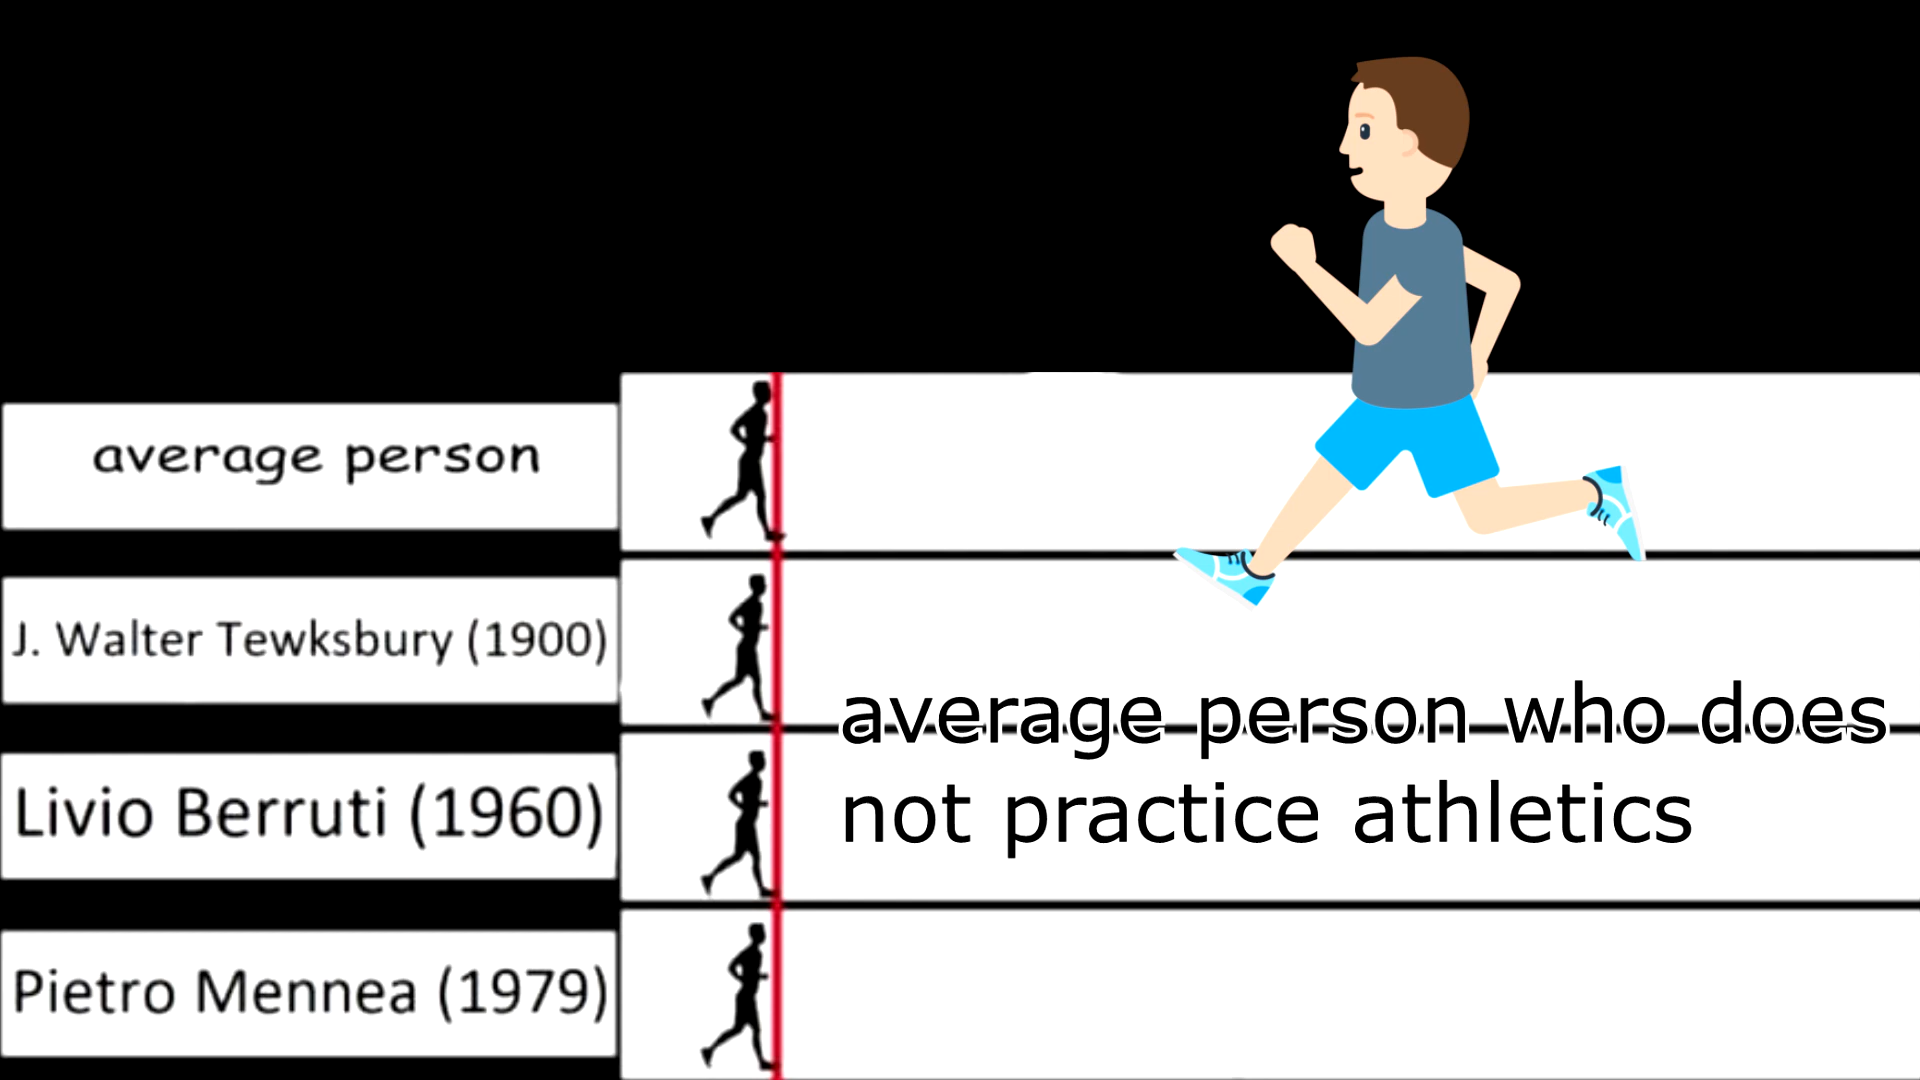 average person
J. Walter Tewksbury (1900)
Livio Berruti (1960)
Pietro Mennea (1979)
average person who does
not practice athletics